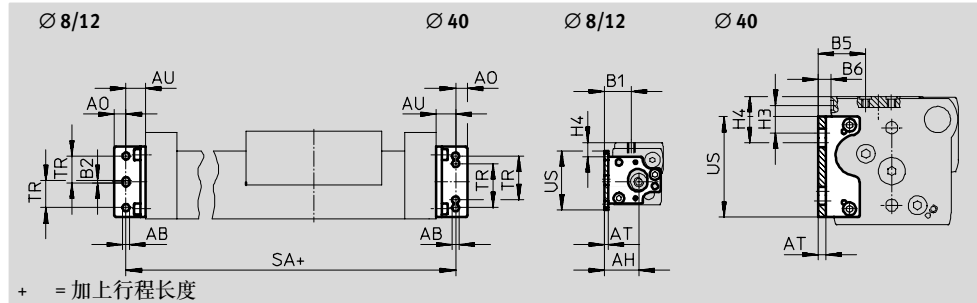 ⌀ 8/12
⌀ 40
⌀ 8/12
⌀ 40
AU
AO
TR
B2
TR
AB
SA+
AO
AU
TR
TR
AB
B1
H4
US
AT
AH
B5
B6
H4
H3
US
AT
+ = 加上行程长度